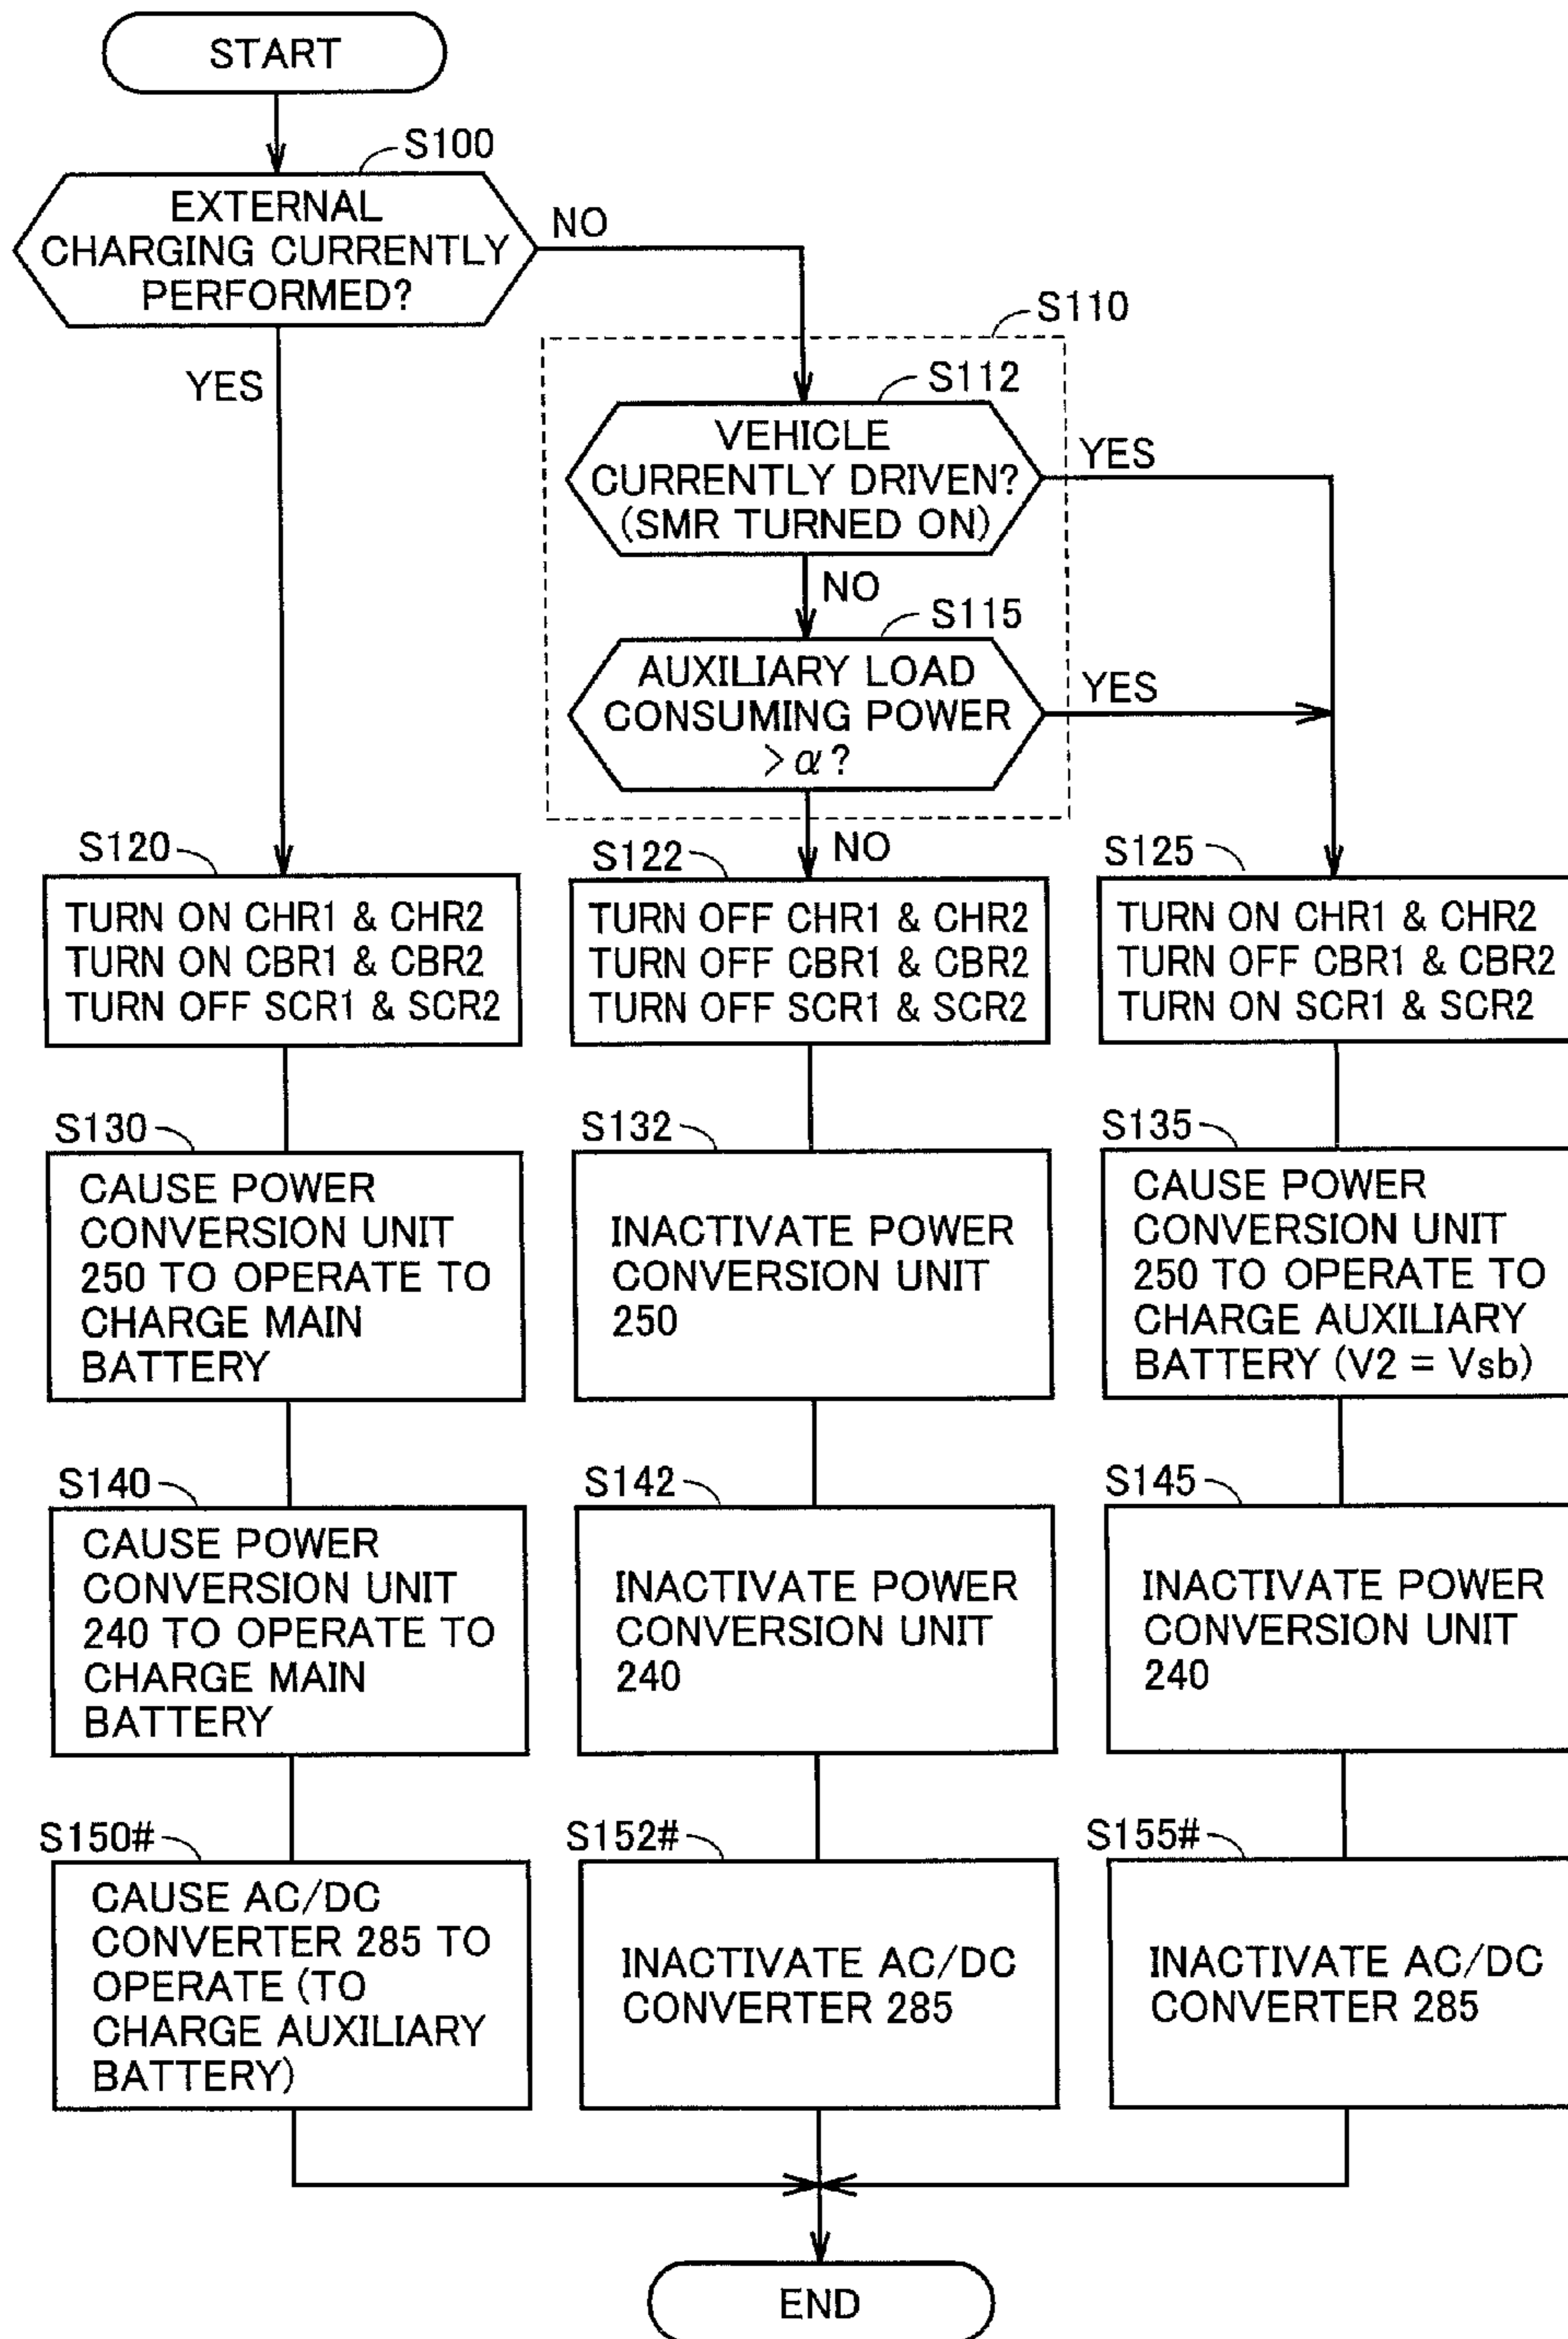 START
S100
EXTERNAL
CHARGING CURRENTLY
PERFORMED?
NO
YES
S110
S112
VEHICLE
CURRENTLY DRIVEN?
(SMR TURNED ON)
YES
NO
S115
AUXILIARY LOAD
CONSUMING POWER
>α?
YES
NO
S120
TURN ON CHR1 & CHR2
TURN ON CBR1 & CBR2
TURN OFF SCR1 & SCR2
S122
TURN OFF CHR1 & CHR2
TURN OFF CBR1 & CBR2
TURN OFF SCR1 & SCR2
S125
TURN ON CHR1 & CHR2
TURN OFF CBR1 & CBR2
TURN ON SCR1 & SCR2
S130
CAUSE POWER
CONVERSION UNIT
250 TO OPERATE TO
CHARGE MAIN
BATTERY
S132
INACTIVATE POWER
CONVERSION UNIT
250
S135
CAUSE POWER
CONVERSION UNIT
250 TO OPERATE TO
CHARGE AUXILIARY
BATTERY (V2 = Vsb)
S140
CAUSE POWER
CONVERSION UNIT
240 TO OPERATE TO
CHARGE MAIN
BATTERY
S142
INACTIVATE POWER
CONVERSION UNIT
240
S145
INACTIVATE POWER
CONVERSION UNIT
240
S150#
CAUSE AC/DC
CONVERTER 285 TO
OPERATE (TO
CHARGE AUXILIARY
BATTERY)
S152#
INACTIVATE AC/DC
CONVERTER 285
S155#
INACTIVATE AC/DC
CONVERTER 285
END